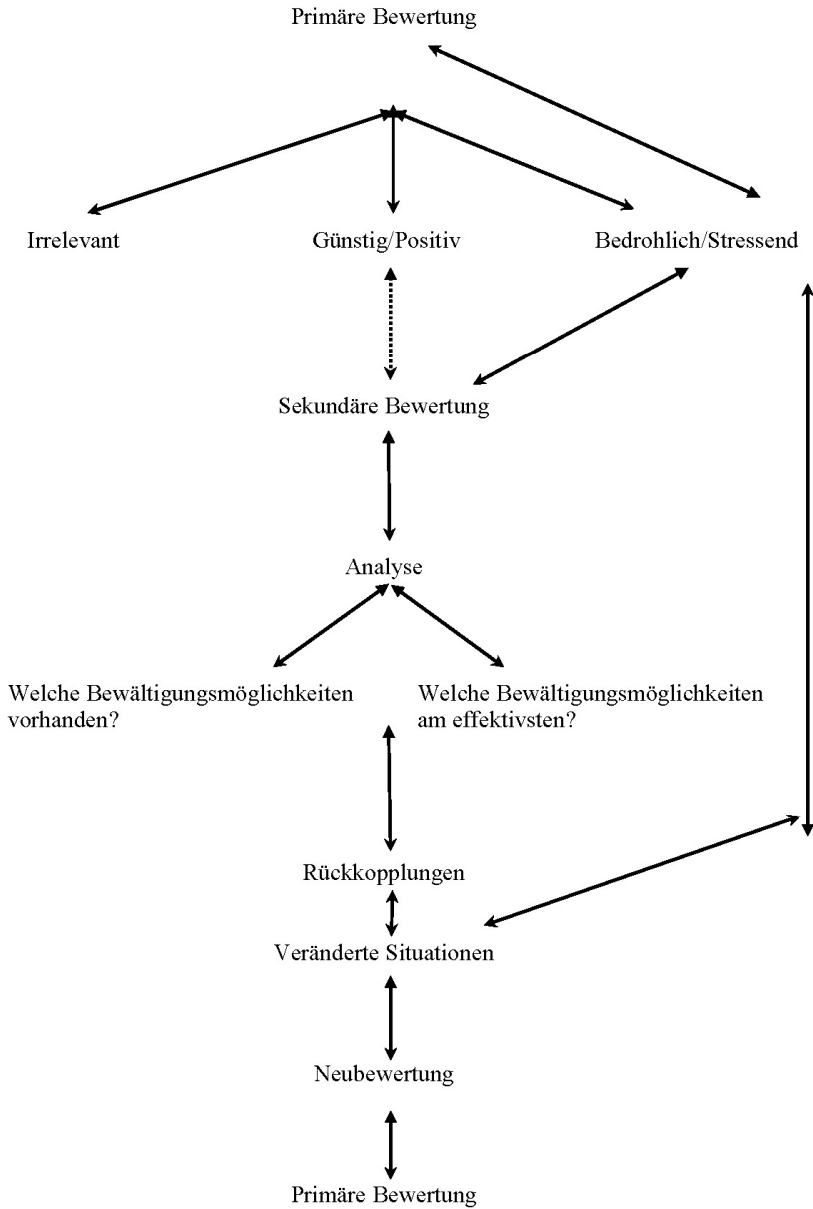 Primäre Bewertung
Irrelevant
Günstig/Positiv
Bedrohlich/Stressend
Sekundäre Bewertung
Analyse
Welche Bewältigungsmöglichkeiten
vorhanden?
Welche Bewältigungsmöglichkeiten
am effektivsten?
Rückkopplungen
Veränderte Situationen
Neubewertung
Primäre Bewertung